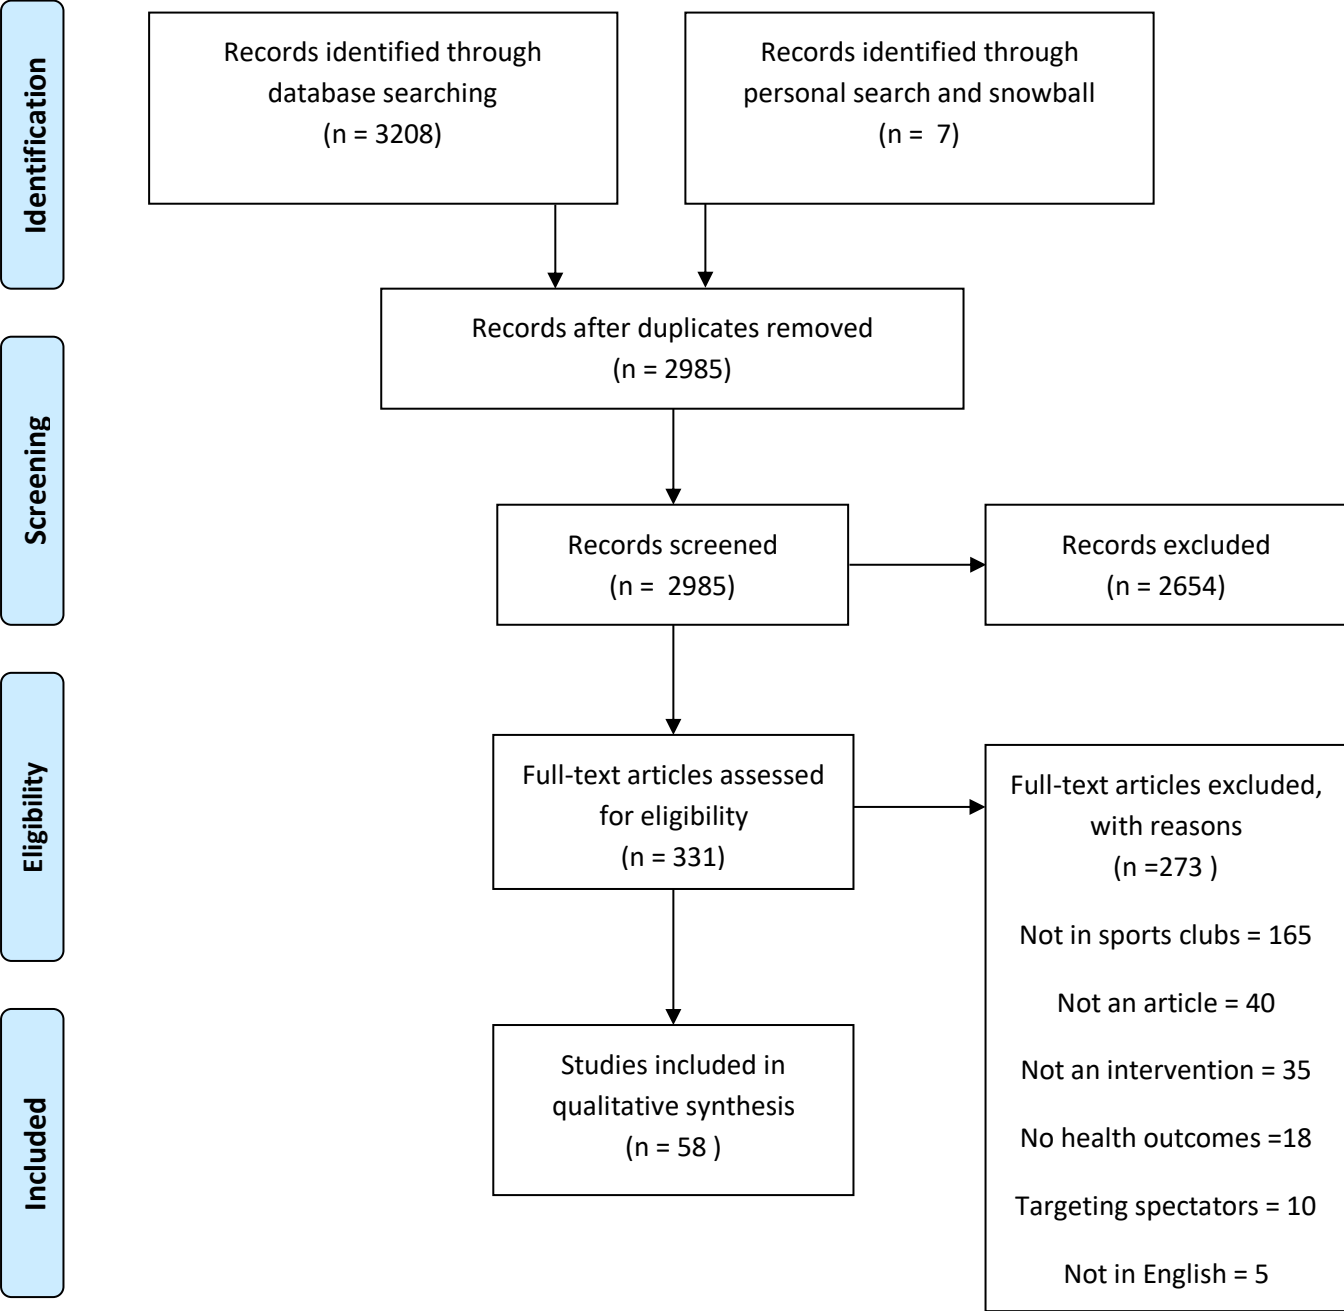 Identification
Records identified through
database searching
(n = 3208)
Records identified through
personal search and snowball
(n =  7)
Records after duplicates removed
(n = 2985)
Screening
Records screened
(n =  2985)
Records excluded
(n = 2654)
Eligibility
Full-text articles assessed
for eligibility
(n = 331)
Full-text articles excluded,
with reasons
(n =273 )
Not in sports clubs = 165
Not an article = 40
Not an intervention = 35
No health outcomes =18
Targeting spectators = 10
Not in English = 5
Included
Studies included in
qualitative synthesis
(n = 58 )